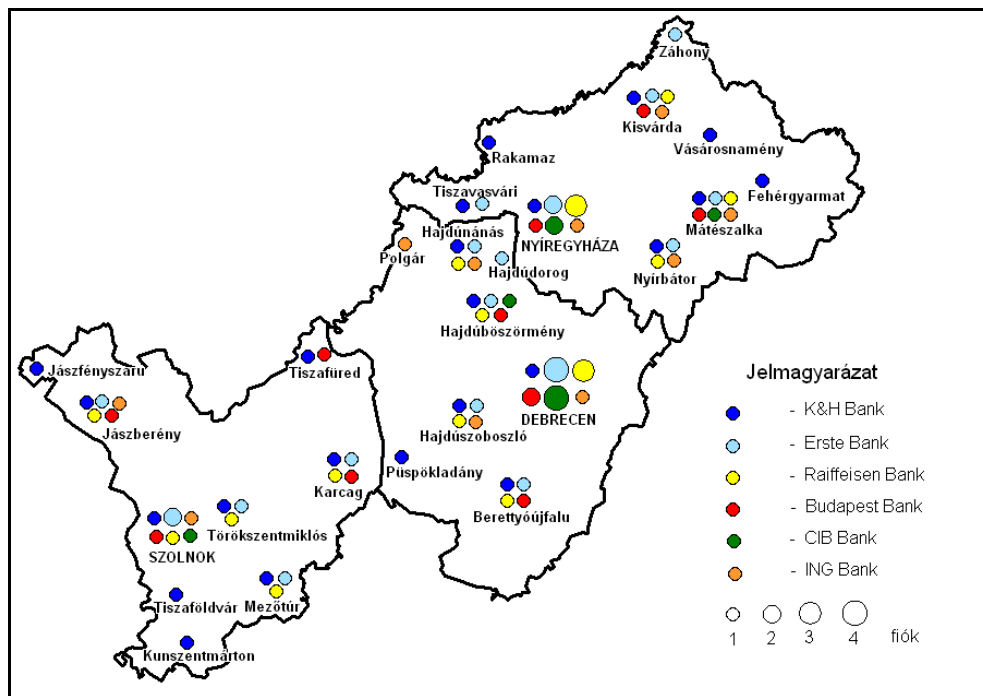 Záhony
Kisvárda
Vásárosnamény
Rakamaz
Fehérgyarmat
Tiszavasvári
Mátészalka
Hajdúnánás
NYÍREGYHÁZA
Polgár
Hajdúdorog
Nyírbátor
Hajdúböszörmény
Jászfényszaru
Tiszafüred
Jelmagyarázat
- K&H Bank
Jászberény
DEBRECEN
Hajdúszoboszló
- Erste Bank
Püspökladány
- Raiffeisen Bank
Karcag
- Budapest Bank
Berettyóújfalu
Törökszentmiklós
- CIB Bank
SZOLNOK
- ING Bank
Tiszaföldvár
Mezőtúr
1 2 3 4 fiók
Kunszentmárton